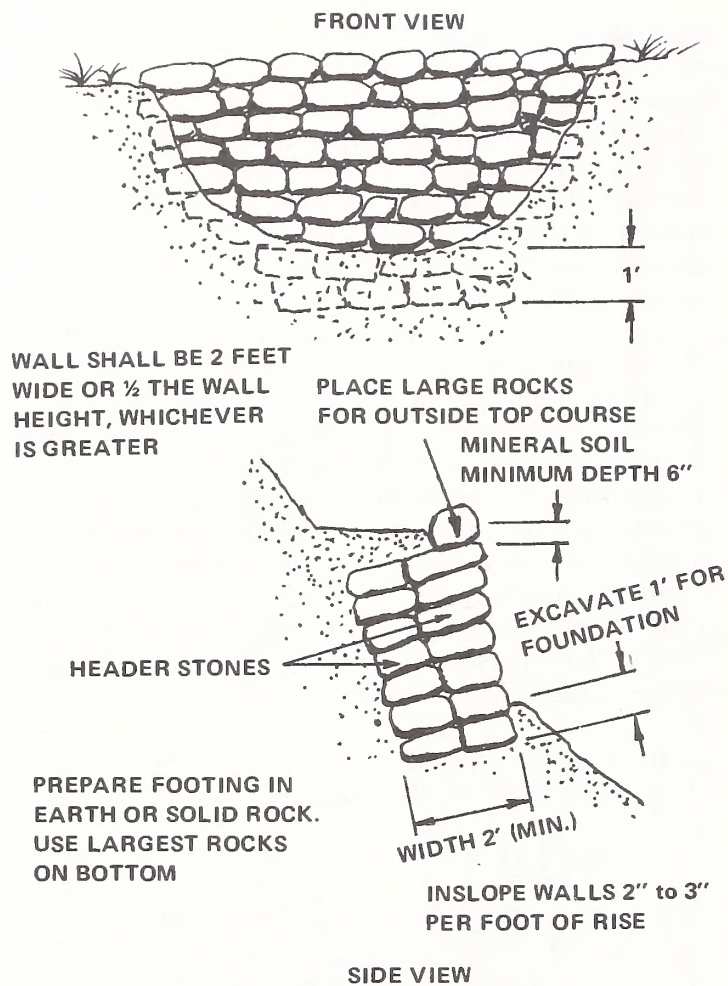 FRONT VIEW
1'
WALL SHALL BE 2 FEET
WIDE OR ½ THE WALL
HEIGHT, WHICHEVER
IS GREATER
PLACE LARGE ROCKS
FOR OUTSIDE TOP COURSE
MINERAL SOIL
MINIMUM DEPTH 6"
EXCAVATE 1' FOR
FOUNDATION
HEADER STONES
PREPARE FOOTING IN
EARTH OR SOLID ROCK.
USE LARGEST ROCKS
ON BOTTOM
WIDTH 2' (MIN.)
INSLOPE WALLS 2" to 3"
PER FOOT OF RISE
SIDE VIEW